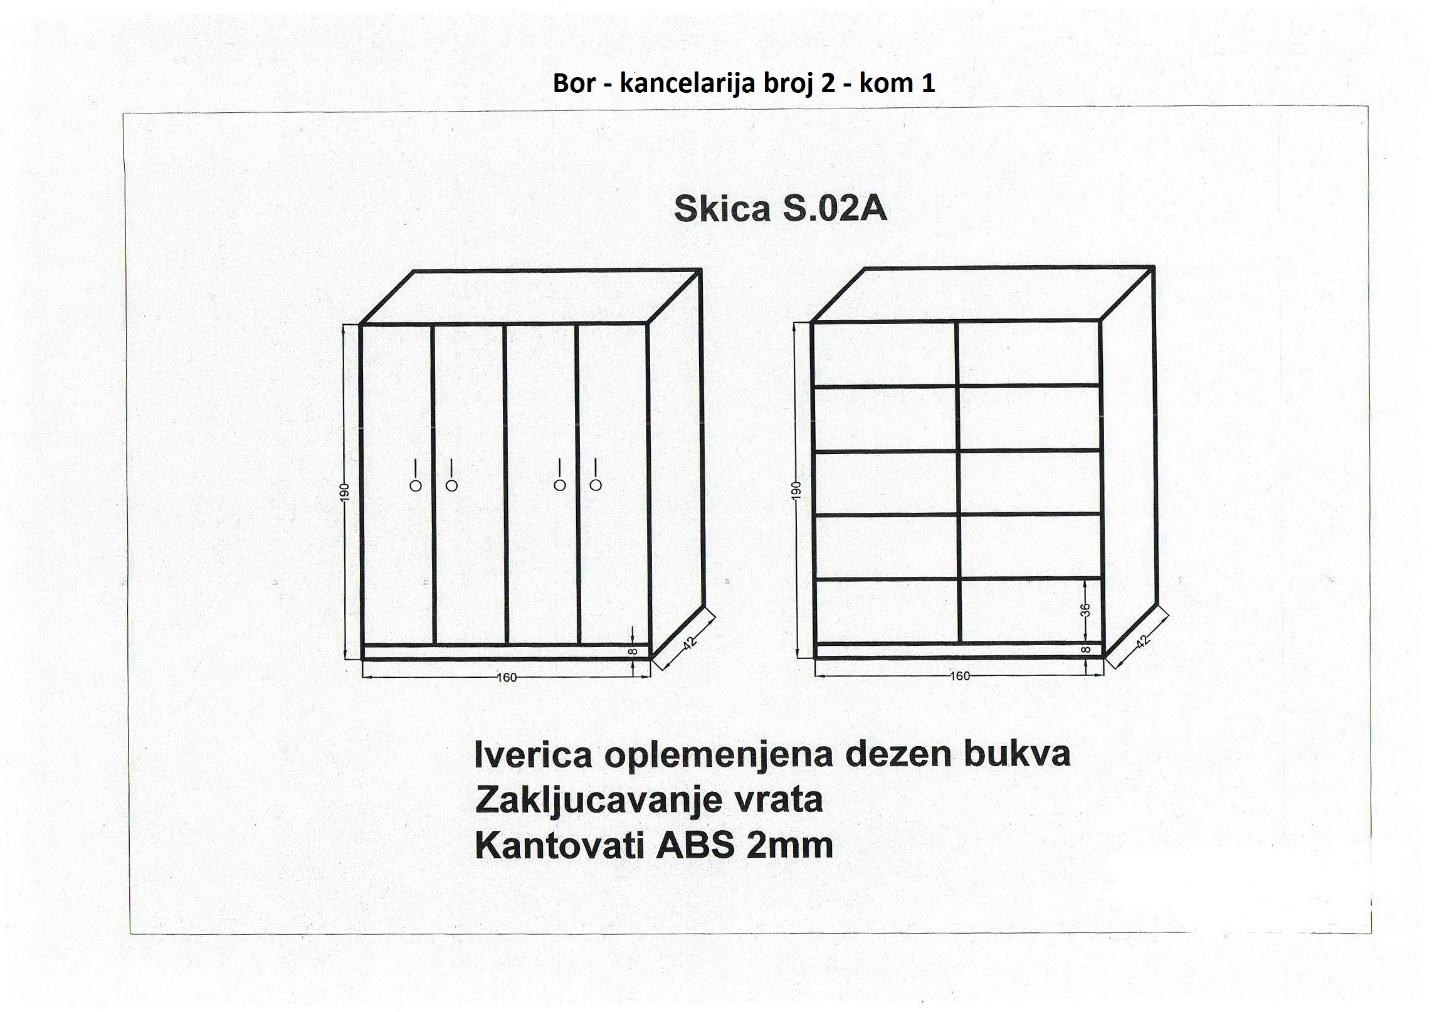 Bor - kancelarija broj 2 - kom 1
Skica S.02A
190
8
42
160
190
36
8
42
160
Iverica oplemenjena dezen bukva
Zakljucavanje vrata
Kantovati ABS 2mm